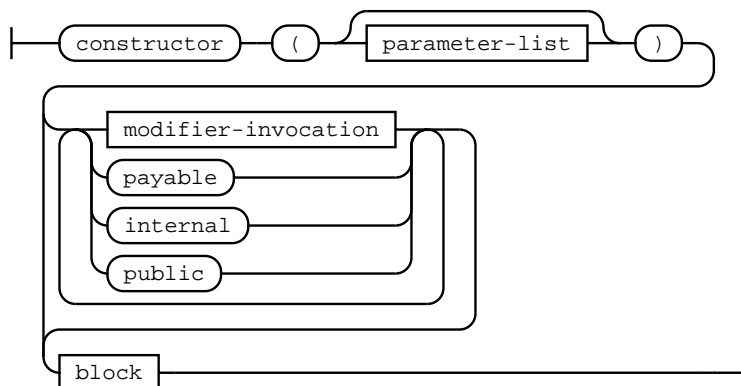 constructor ( parameter-list )
modifier-invocation
payable
internal
public
block